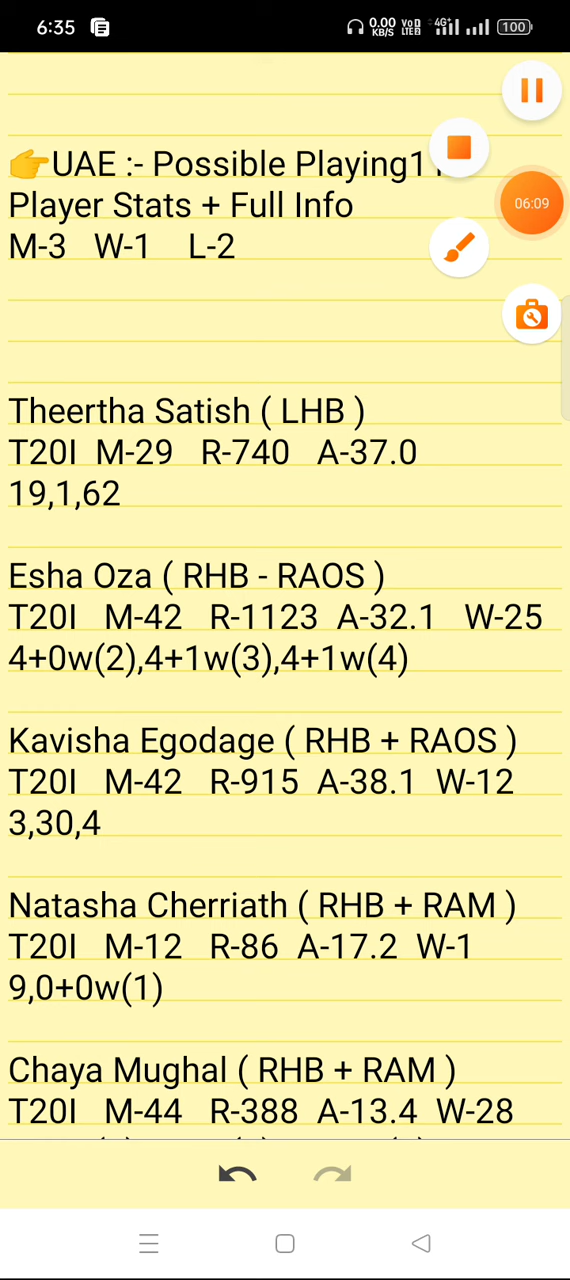 6:35
0.00 KB/S
VoD LTE2
4G+
100
👉UAE :- Possible Playing1
Player Stats + Full Info
M-3 W-1 L-2
06:09
Theertha Satish ( LHB )
T20I M-29 R-740 A-37.0
19,1,62
Esha Oza ( RHB - RAOS )
T20I M-42 R-1123 A-32.1 W-25
4+0w(2),4+1w(3),4+1w(4)
Kavisha Egodage ( RHB + RAOS )
T20I M-42 R-915 A-38.1 W-12
3,30,4
Natasha Cherriath ( RHB + RAM )
T20I M-12 R-86 A-17.2 W-1
9,0+0w(1)
Chaya Mughal ( RHB + RAM )
T20I M-44 R-388 A-13.4 W-28